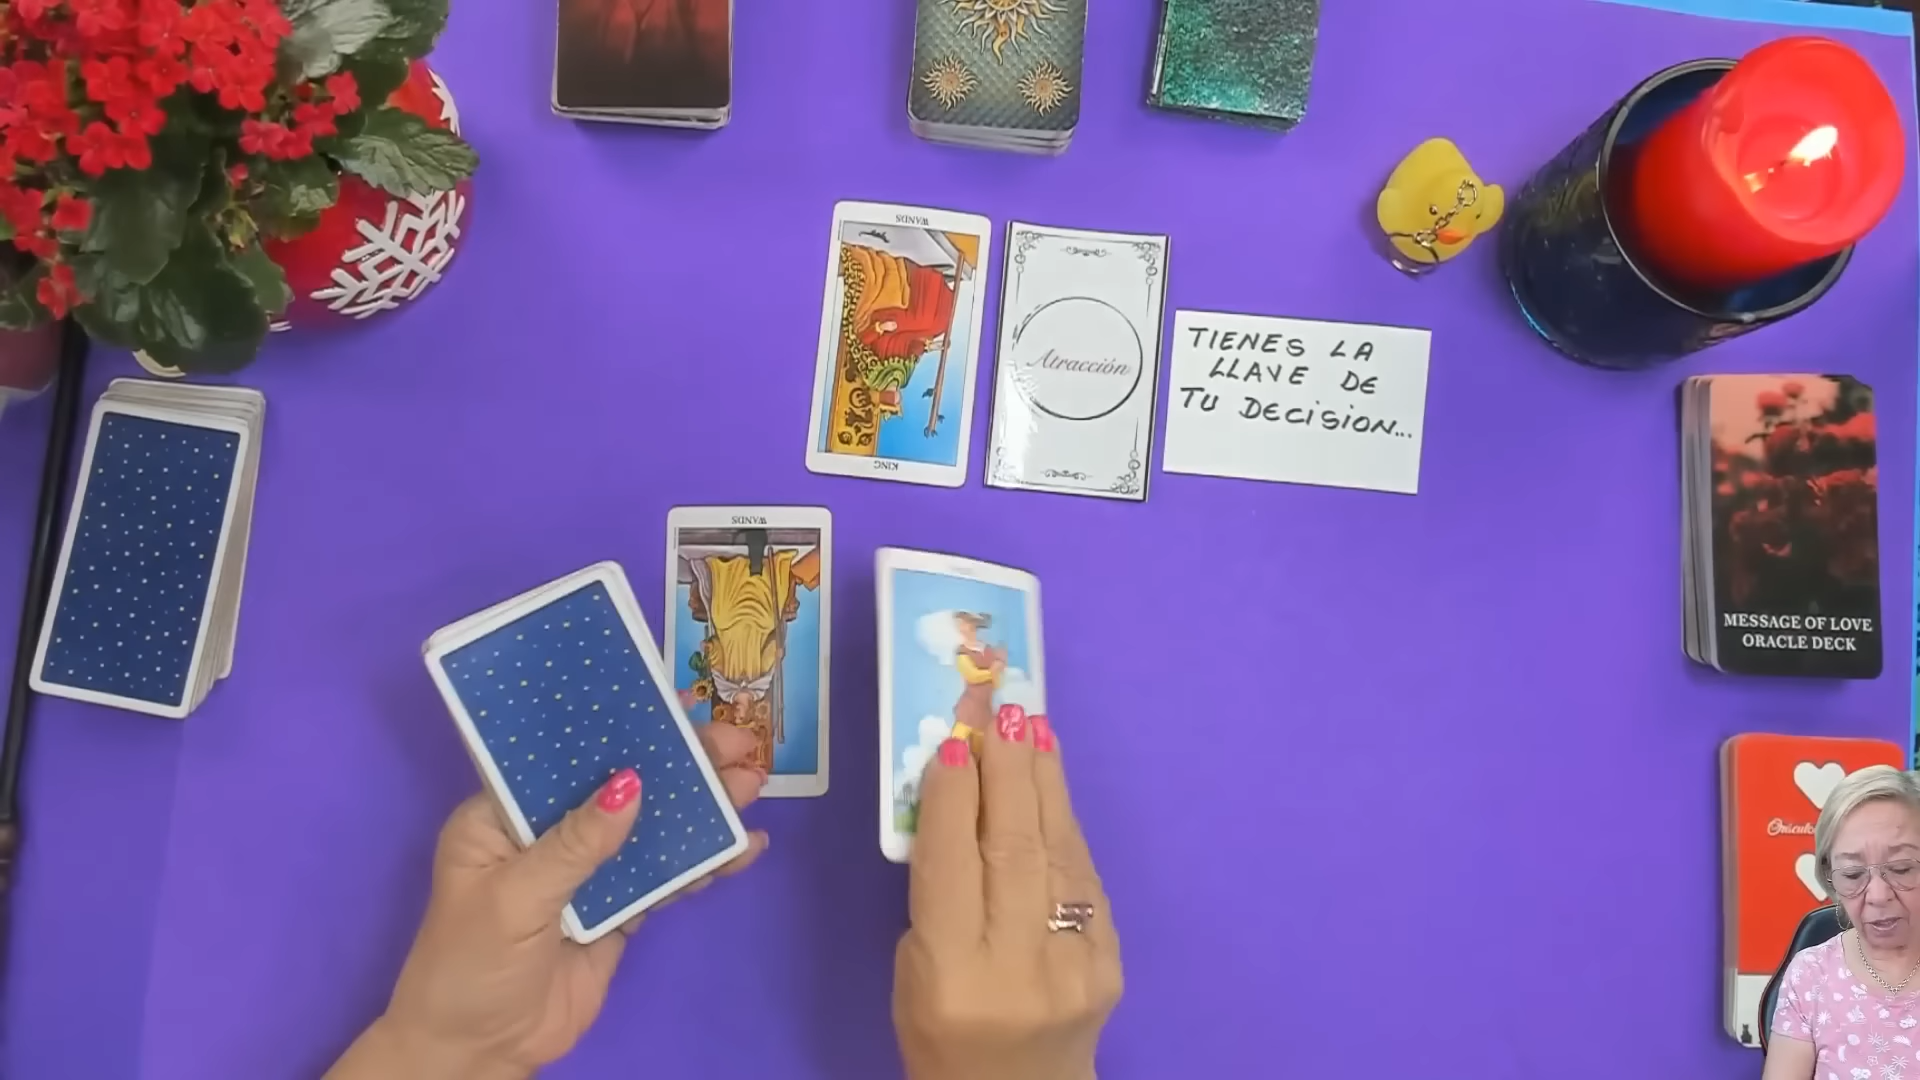 WANDS
KING
Atracción
TIENES LA
LLAVE DE
TU DECISION...
WANDS
MESSAGE OF LOVE
ORACLE DECK